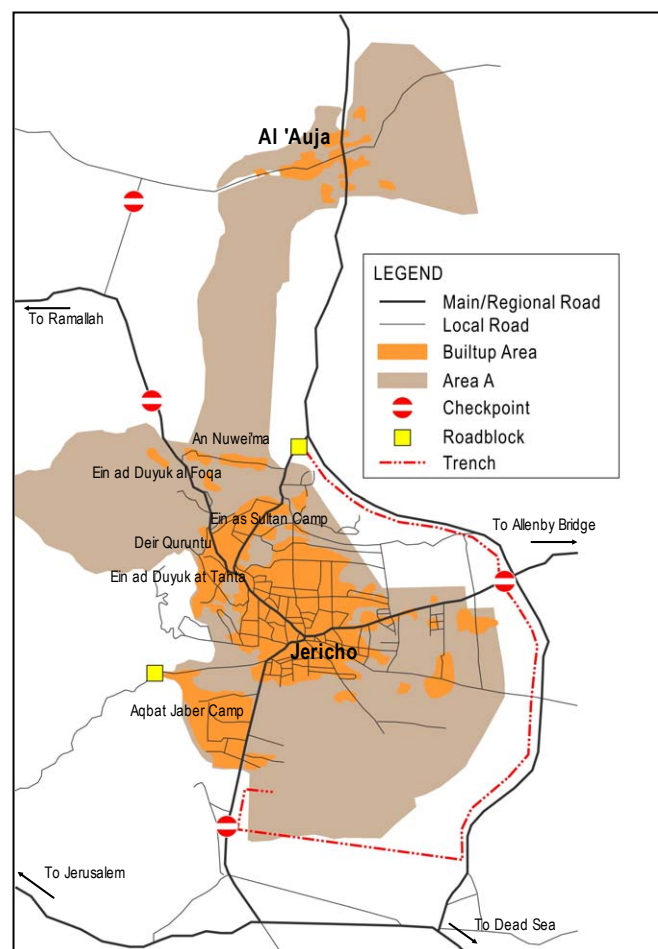 Al 'Auja
LEGEND
Main/Regional Road
Local Road
Builtup Area
Area A
Checkpoint
Roadblock
Trench
To Ramallah
An Nuwei'ma
Ein ad Duyuk al Foqa
Ein as Sultan Camp
To Allenby Bridge
Deir Quruntu
Ein ad Duyuk at Tahta
Jericho
Aqbat Jaber Camp
To Jerusalem
To Dead Sea